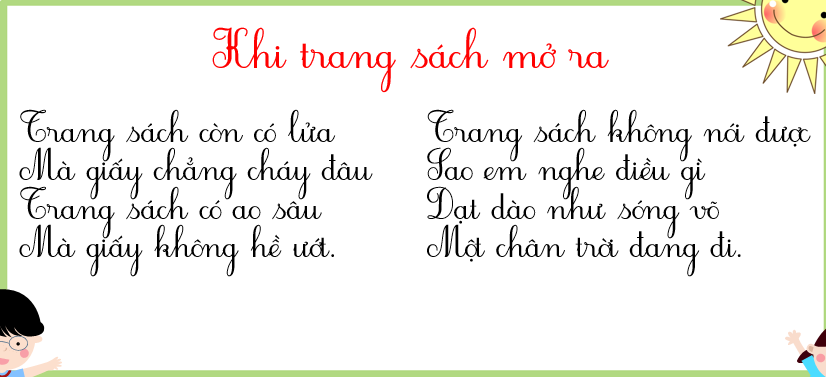 Khi trang sách mở ra
Trang sách còn có lửa
Mà giấy chẳng cháy đâu
Trang sách có ao sâu
Mà giấy không hề ướt.
Trang sách không nói được
Sao em nghe điều gì
Dạt dào như sóng vỗ
Một chân trời đang đi.